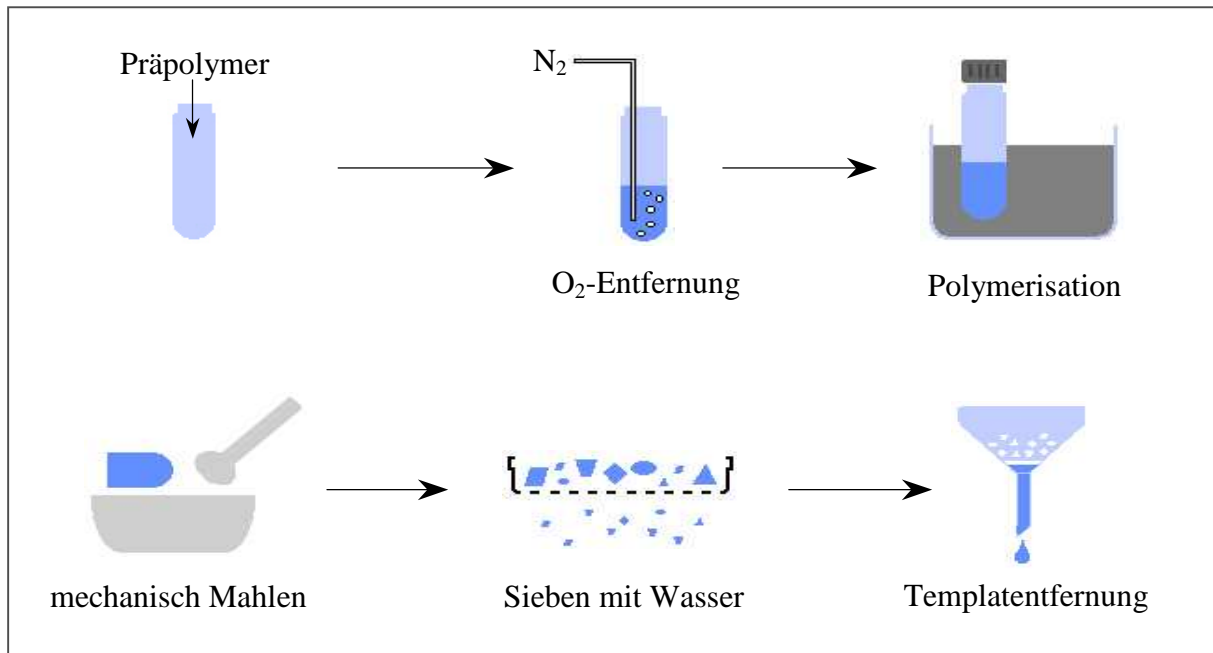 Präpolymer
N₂
O₂-Entfernung
Polymerisation
mechanisch Mahlen
Sieben mit Wasser
Templatentfernung